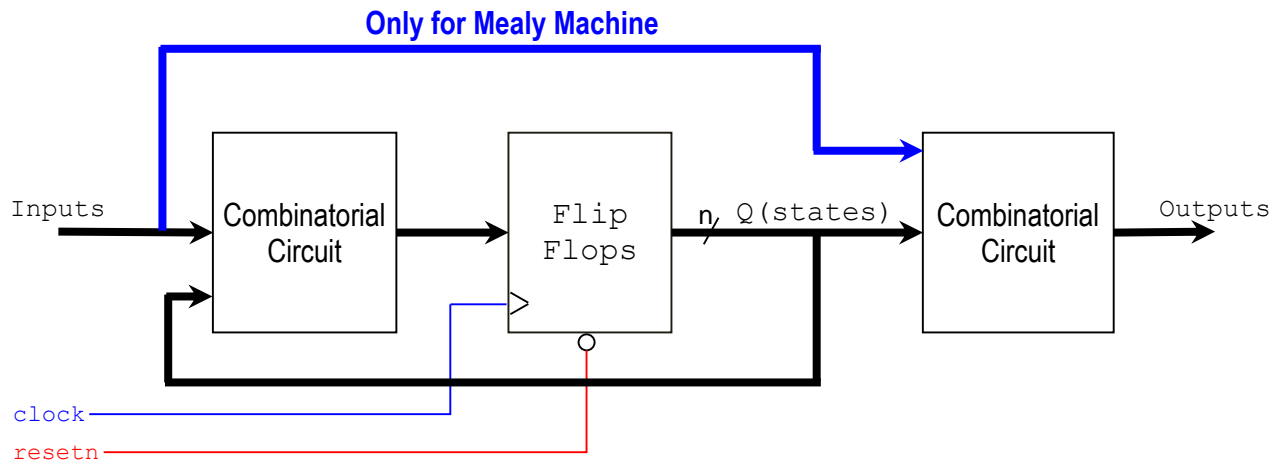 Only for Mealy Machine
Inputs
Combinatorial
Circuit
Flip
Flops
n
Q(states)
Combinatorial
Circuit
Outputs
clock
resetn